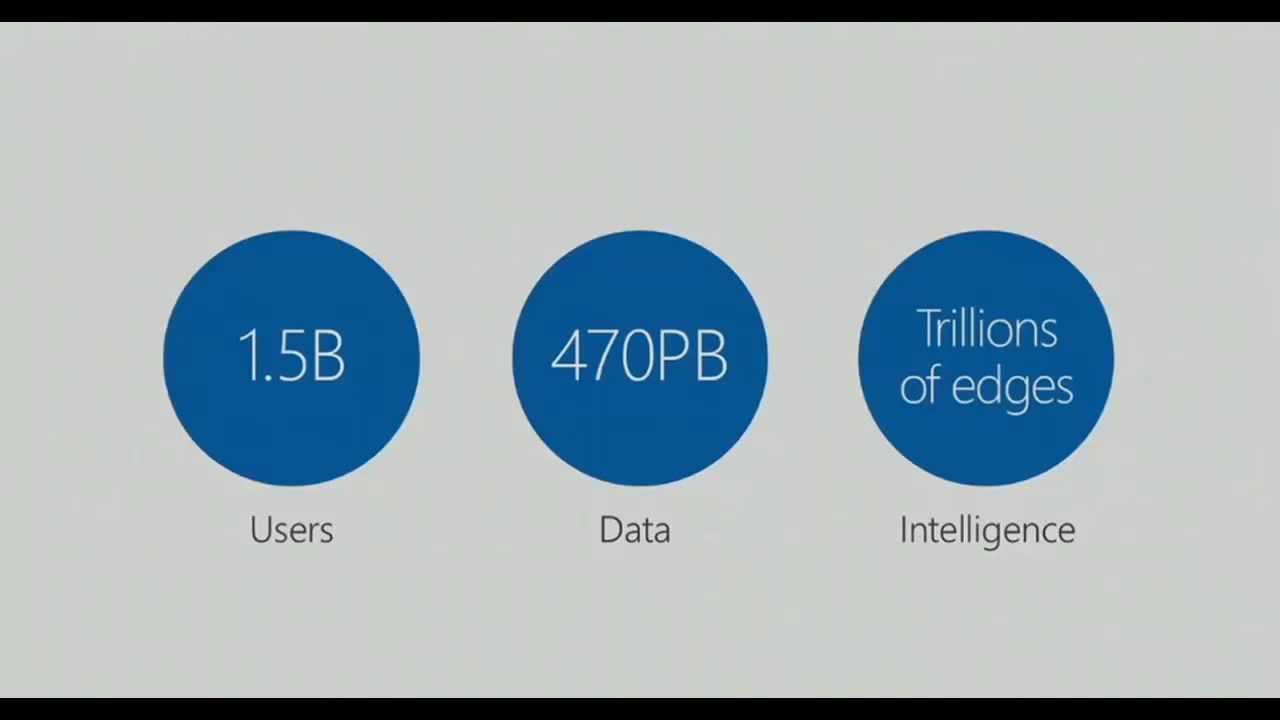 1.5B
470PB
Trillions
of edges
Users
Data
Intelligence